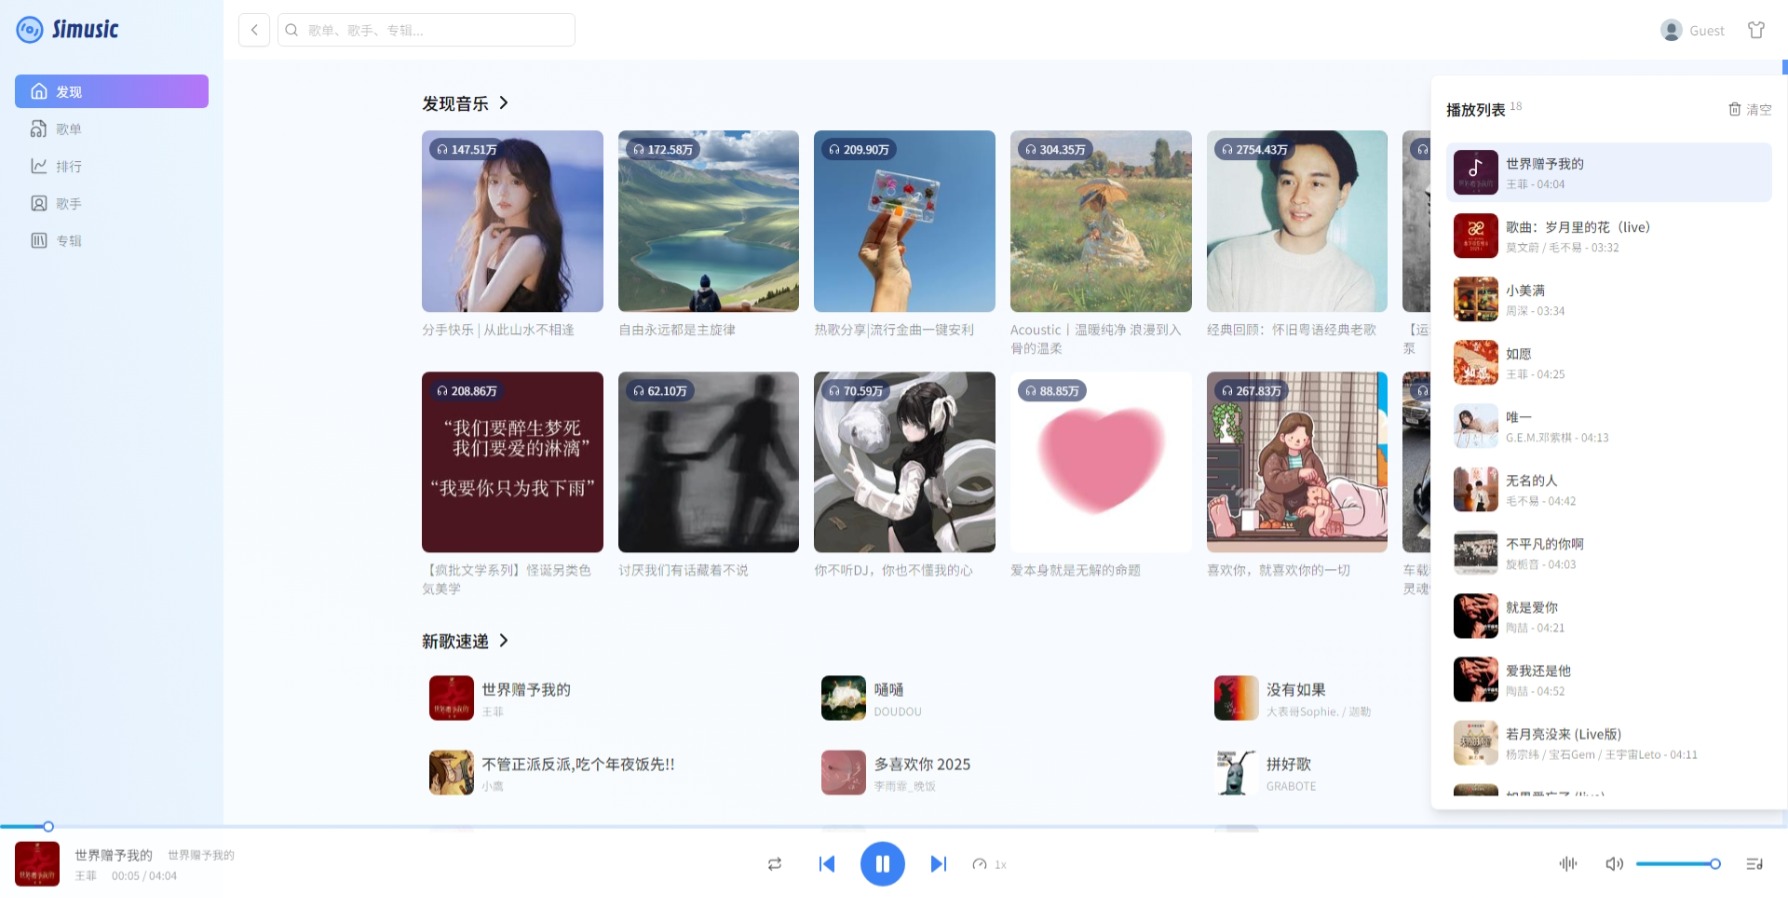 Simusic
歌单、歌手、专辑...
Guest
发现
歌单
排行
歌手
专辑
发现音乐
147.51万
172.58万
209.90万
304.35万
2754.43万
分手快乐 | 从此山水不相逢
自由永远都是主旋律
热歌分享|流行金曲一键安利
Acoustic丨温暖纯净 浪漫到入
骨的温柔
经典回顾：怀旧粤语经典老歌
【运
泵
208.86万
62.10万
70.59万
88.85万
267.83万
“我们要醉生梦死
我们要爱的淋漓”
“我要你只为我下雨”
【疯批文学系列】怪诞另类色
気美学
讨厌我们有话藏着不说
你不听DJ，你也不懂我的心
爱本身就是无解的命题
喜欢你，就喜欢你的一切
车载
灵魂
新歌速递
世界赠予我的
王菲
嗵嗵
DOUDOU
没有如果
大表哥Sophie. / 迦勒
不管正派反派,吃个年夜饭先!!
小鹰
多喜欢你 2025
李雨霏_晚饭
拼好歌
GRABOTE
播放列表 18
清空
世界赠予我的
王菲 - 04:04
歌曲：岁月里的花（live）
莫文蔚 / 毛不易 - 03:32
小美满
周深 - 03:34
如愿
王菲 - 04:25
唯一
G.E.M.邓紫棋 - 04:13
无名的人
毛不易 - 04:42
不平凡的你啊
旋栀音 - 04:03
就是爱你
陶喆 - 04:21
爱我还是他
陶喆 - 04:52
若月亮没来 (Live版)
杨宗纬 / 宝石Gem / 王宇宙Leto - 04:11
世界赠予我的 世界赠予我的
王菲 00:05 / 04:04
1x